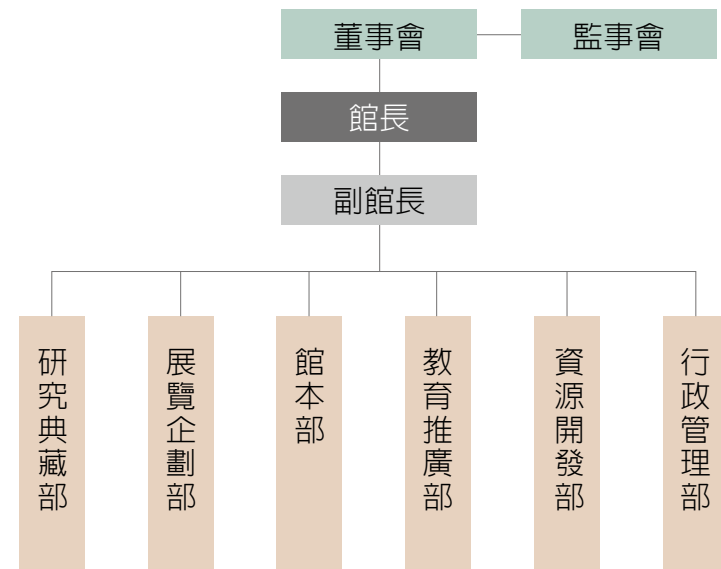 董事會
監事會
館長
副館長
研究典藏部
展覽企劃部
館本部
教育推廣部
資源開發部
行政管理部